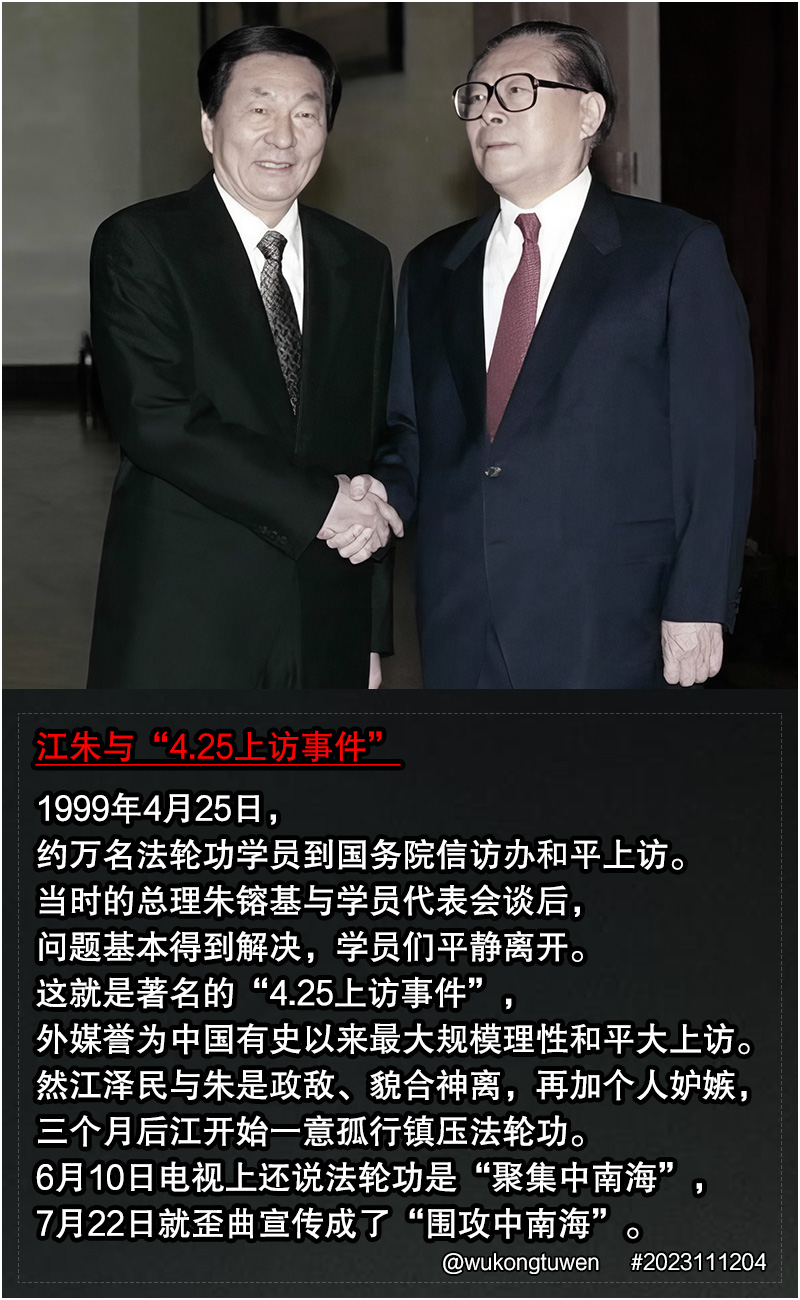 江朱与“4.25上访事件”
1999年4月25日，
约万名法轮功学员到国务院信访办和平上访。
当时的总理朱镕基与学员代表会谈后，
问题基本得到解决，学员们平静离开。
这就是著名的“4.25上访事件”，
外媒誉为中国有史以来最大规模理性和平大上访。
然江泽民与朱是政敌、貌合神离，再加个人妒嫉，
三个月后江开始一意孤行镇压法轮功。
6月10日电视上还说法轮功是“聚集中南海”，
7月22日就歪曲宣传成了“围攻中南海”。
@wukongtuwen #2023111204